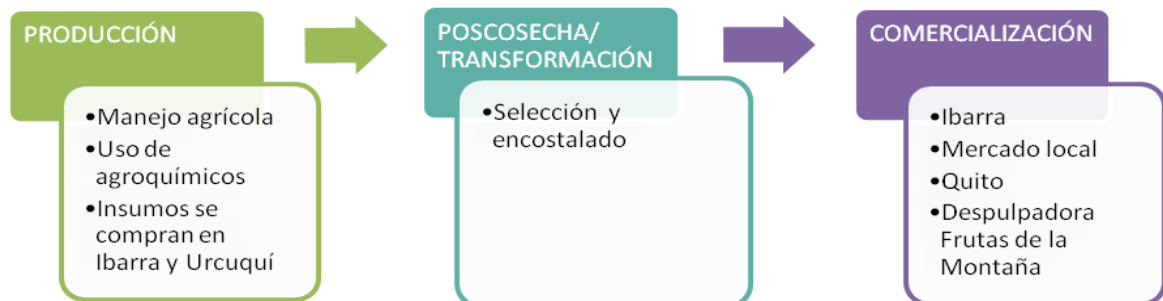 PRODUCCIÓN
•Manejo agrícola
•Uso de
agroquímicos
•Insumos se
compran en
Ibarra y Urcuquí
POSCOSECHA/
TRANSFORMACIÓN
•Selección y
encostalado
COMERCIALIZACIÓN
•Ibarra
•Mercado local
•Quito
•Despulpadora
Frutas de la
Montaña